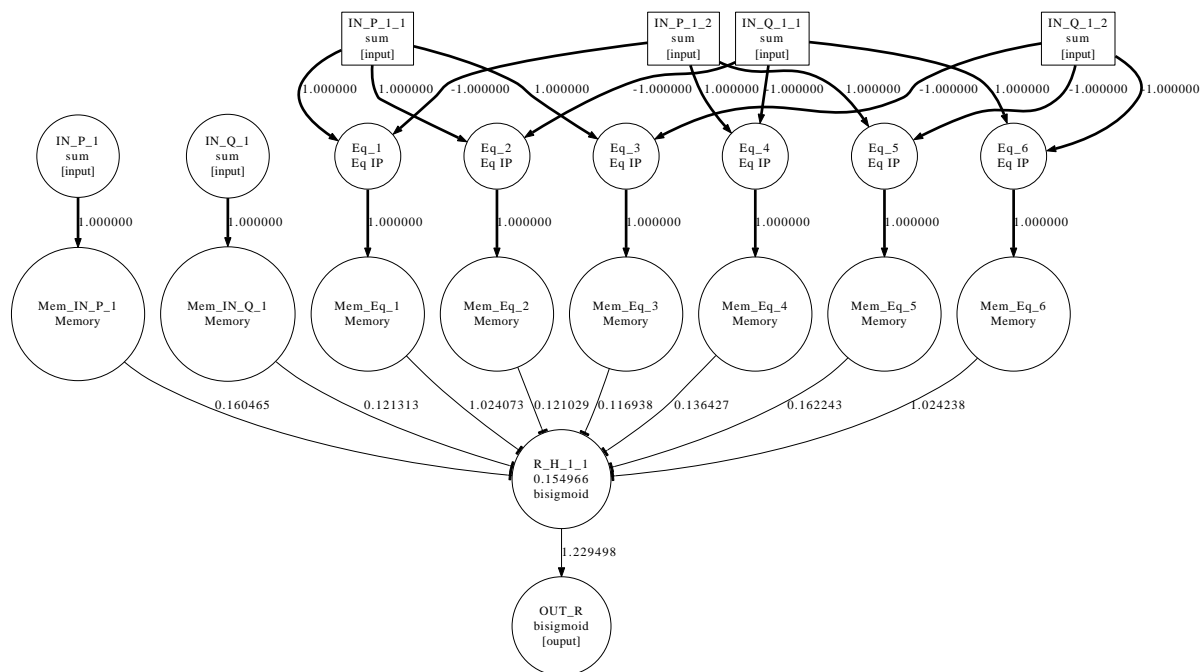 IN_P_1_1
sum
[input]
IN_P_1_2
sum
[input]
IN_Q_1_1
sum
[input]
IN_Q_1_2
sum
[input]
1.000000
1.000000
-1.000000
1.000000
-1.000000
1.000000
-1.000000
1.000000
-1.000000
1.000000
-1.000000
-1.000000
IN_P_1
sum
[input]
IN_Q_1
sum
[input]
Eq_1
Eq IP
Eq_2
Eq IP
Eq_3
Eq IP
Eq_4
Eq IP
Eq_5
Eq IP
Eq_6
Eq IP
1.000000
1.000000
1.000000
1.000000
1.000000
1.000000
1.000000
1.000000
Mem_IN_P_1
Memory
Mem_IN_Q_1
Memory
Mem_Eq_1
Memory
Mem_Eq_2
Memory
Mem_Eq_3
Memory
Mem_Eq_4
Memory
Mem_Eq_5
Memory
Mem_Eq_6
Memory
0.160465
0.121313
1.024073
0.121029
0.116938
0.136427
0.162243
1.024238
R_H_1_1
0.154966
bisigmoid
1.229498
OUT_R
bisigmoid
[ouput]